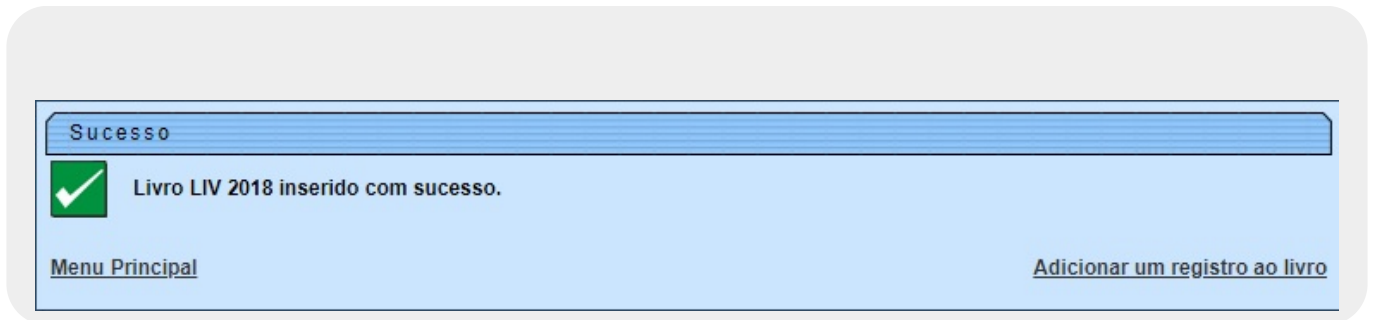 Sucesso
Livro LIV 2018 inserido com sucesso.
Menu Principal
Adicionar um registro ao livro